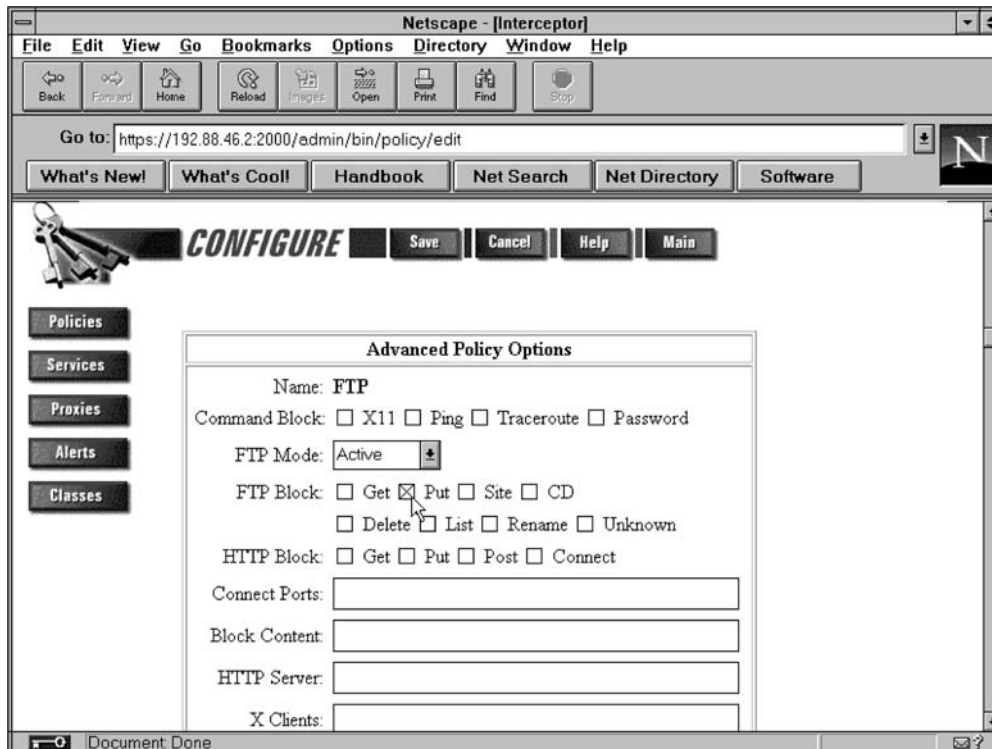 Netscape - [Interceptor]
File Edit View Go Bookmarks Options Directory Window Help
Back Forward Home Reload Images Open Print Find Stop
Go to: https://192.88.46.2:2000/admin/bin/policy/edit
N
What's New! What's Cool! Handbook Net Search Net Directory Software
CONFIGURE Save Cancel Help Main
Policies
Services
Proxies
Alerts
Classes
Advanced Policy Options
Name: FTP
Command Block: X11 Ping Traceroute Password
FTP Mode: Active
FTP Block: Get Put Site CD
Delete List Rename Unknown
HTTP Block: Get Put Post Connect
Connect Ports:
Block Content:
HTTP Server:
X Clients:
Document: Done